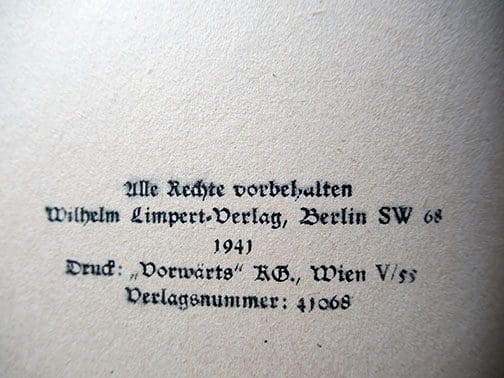 Alle Rechte vorbehalten
Wilhelm Limpert-Verlag, Berlin SW 68
1941
Druck: „Vorwärts“ KG., Wien V/55
Verlagsnummer: 41068